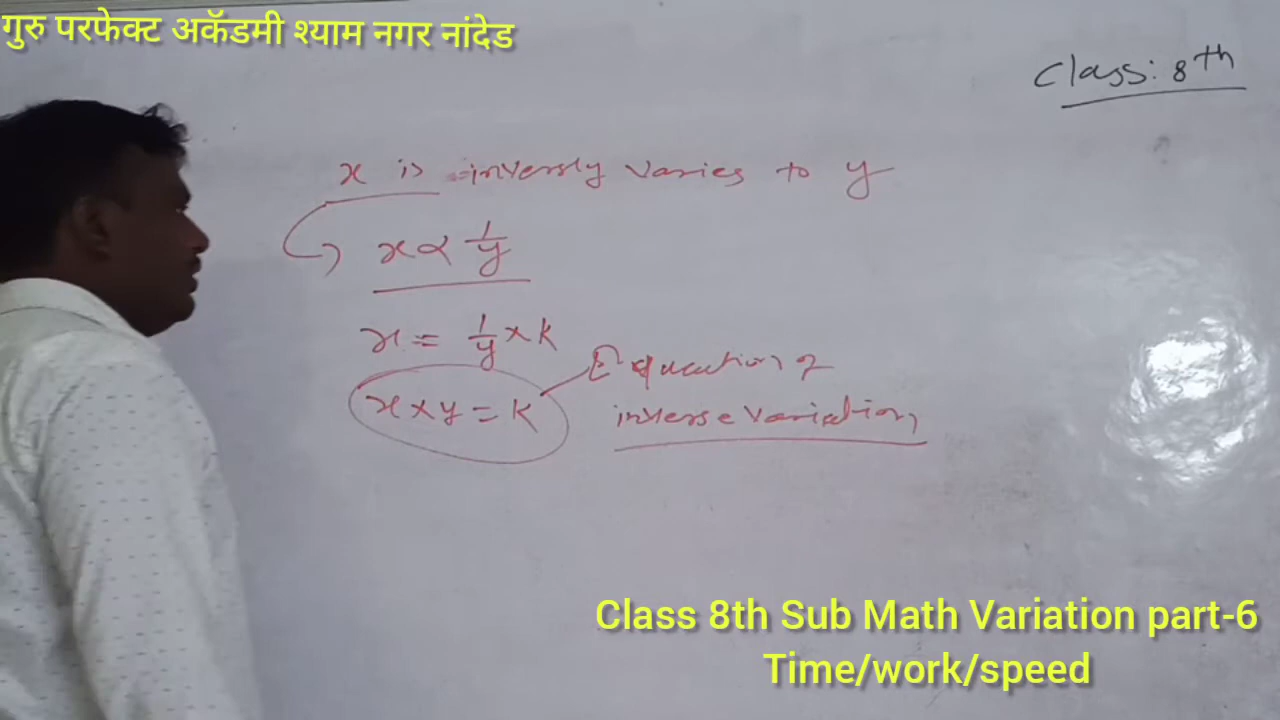 गुरु परफेक्ट अकॅडमी श्याम नगर नांदेड
Class: 8th
x is inversly varies to y
x ∝ 1/y
x = 1/y × k
x × y = k
Equation of
inverse variation
Class 8th Sub Math Variation part-6
Time/work/speed